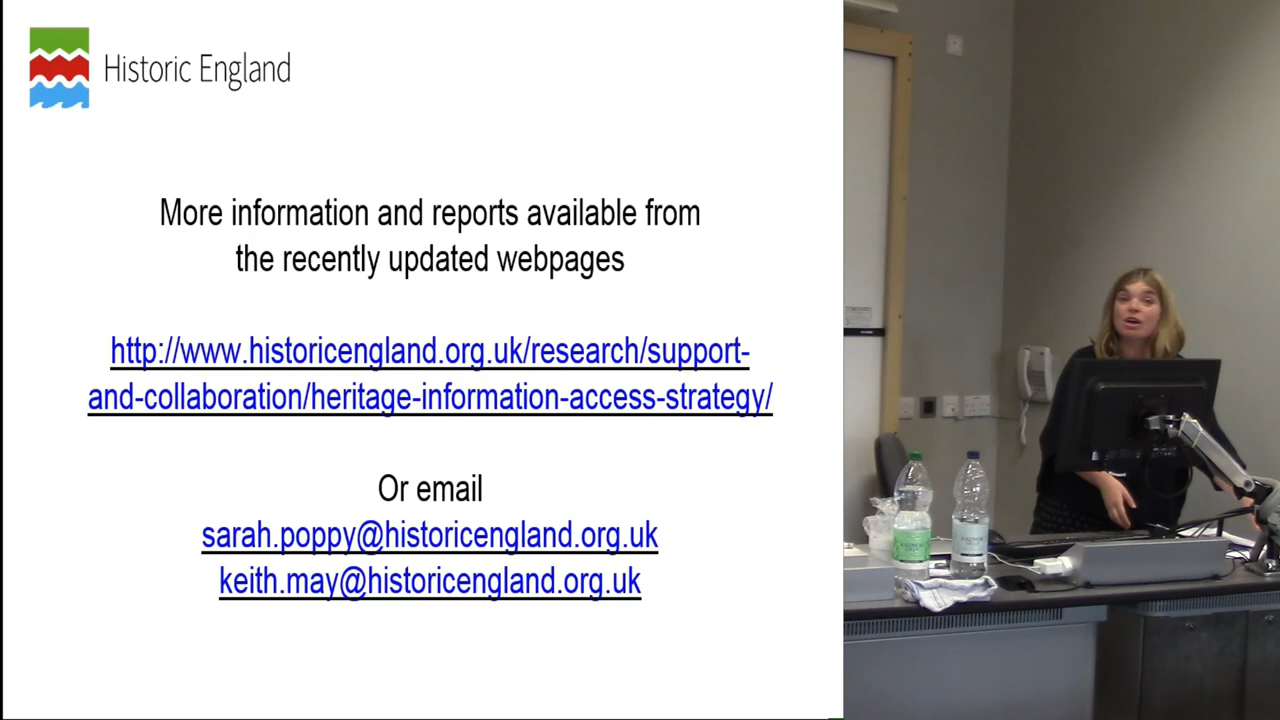 Historic England
More information and reports available from
the recently updated webpages
http://www.historicengland.org.uk/research/support-
and-collaboration/heritage-information-access-strategy/
Or email
sarah.poppy@historicengland.org.uk
keith.may@historicengland.org.uk